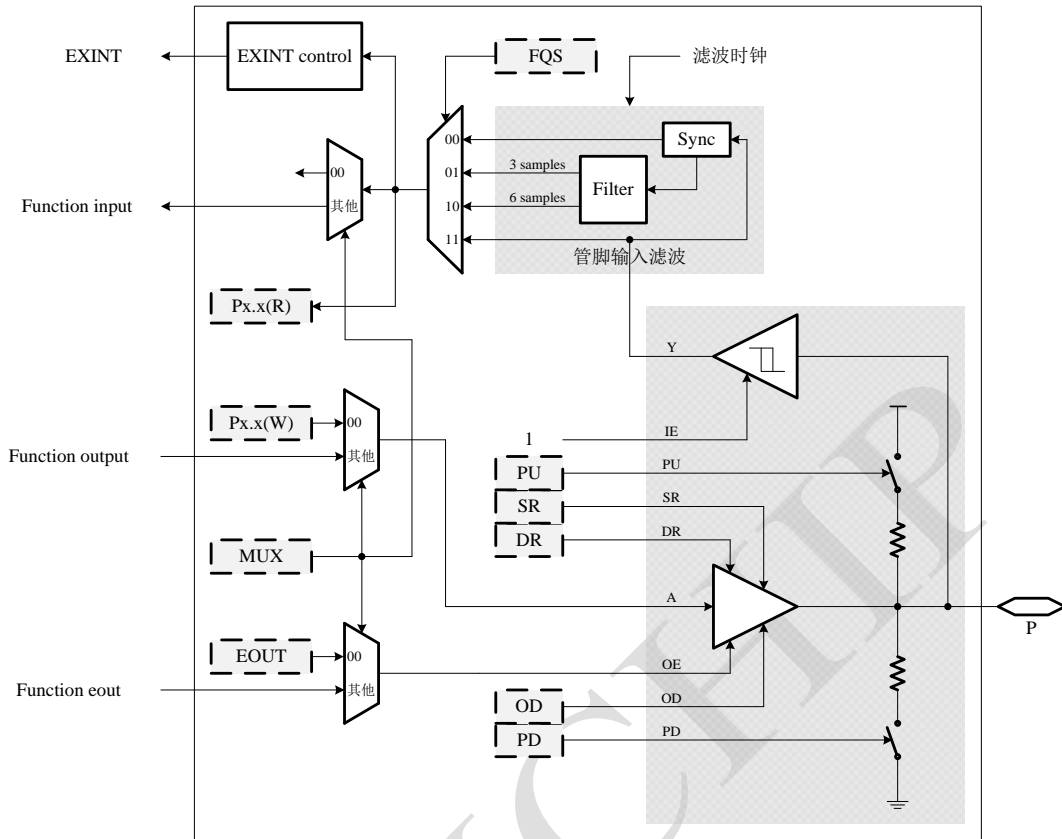 EXINT
EXINT control
FQS
滤波时钟
00
Sync
3 samples
01
Filter
00
6 samples
10
Function input
其他
11
管脚输入滤波
Px.x(R)
Y
Px.x(W)
00
1
IE
Function output
其他
PU
PU
SR
SR
DR
DR
MUX
A
P
EOUT
00
OE
Function eout
其他
OD
OD
PD
PD
CHIP